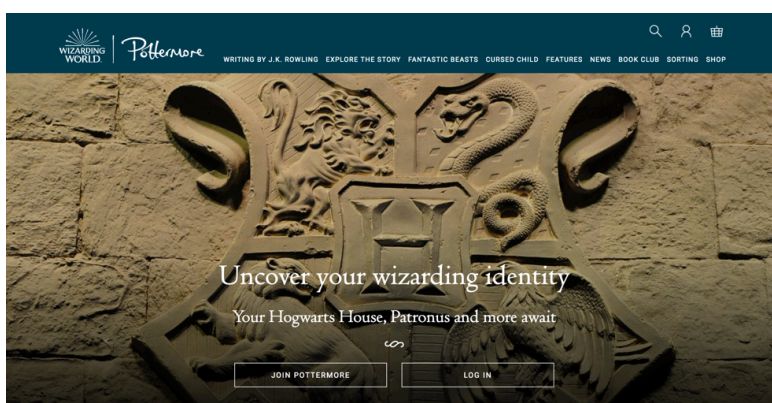 WIZARDING
WORLD.
Pottermore
WRITING BY J.K. ROWLING EXPLORE THE STORY FANTASTIC BEASTS CURSED CHILD FEATURES NEWS BOOK CLUB SORTING SHOP
H
Uncover your wizarding identity
Your Hogwarts House, Patronus and more await
JOIN POTTERMORE LOG IN